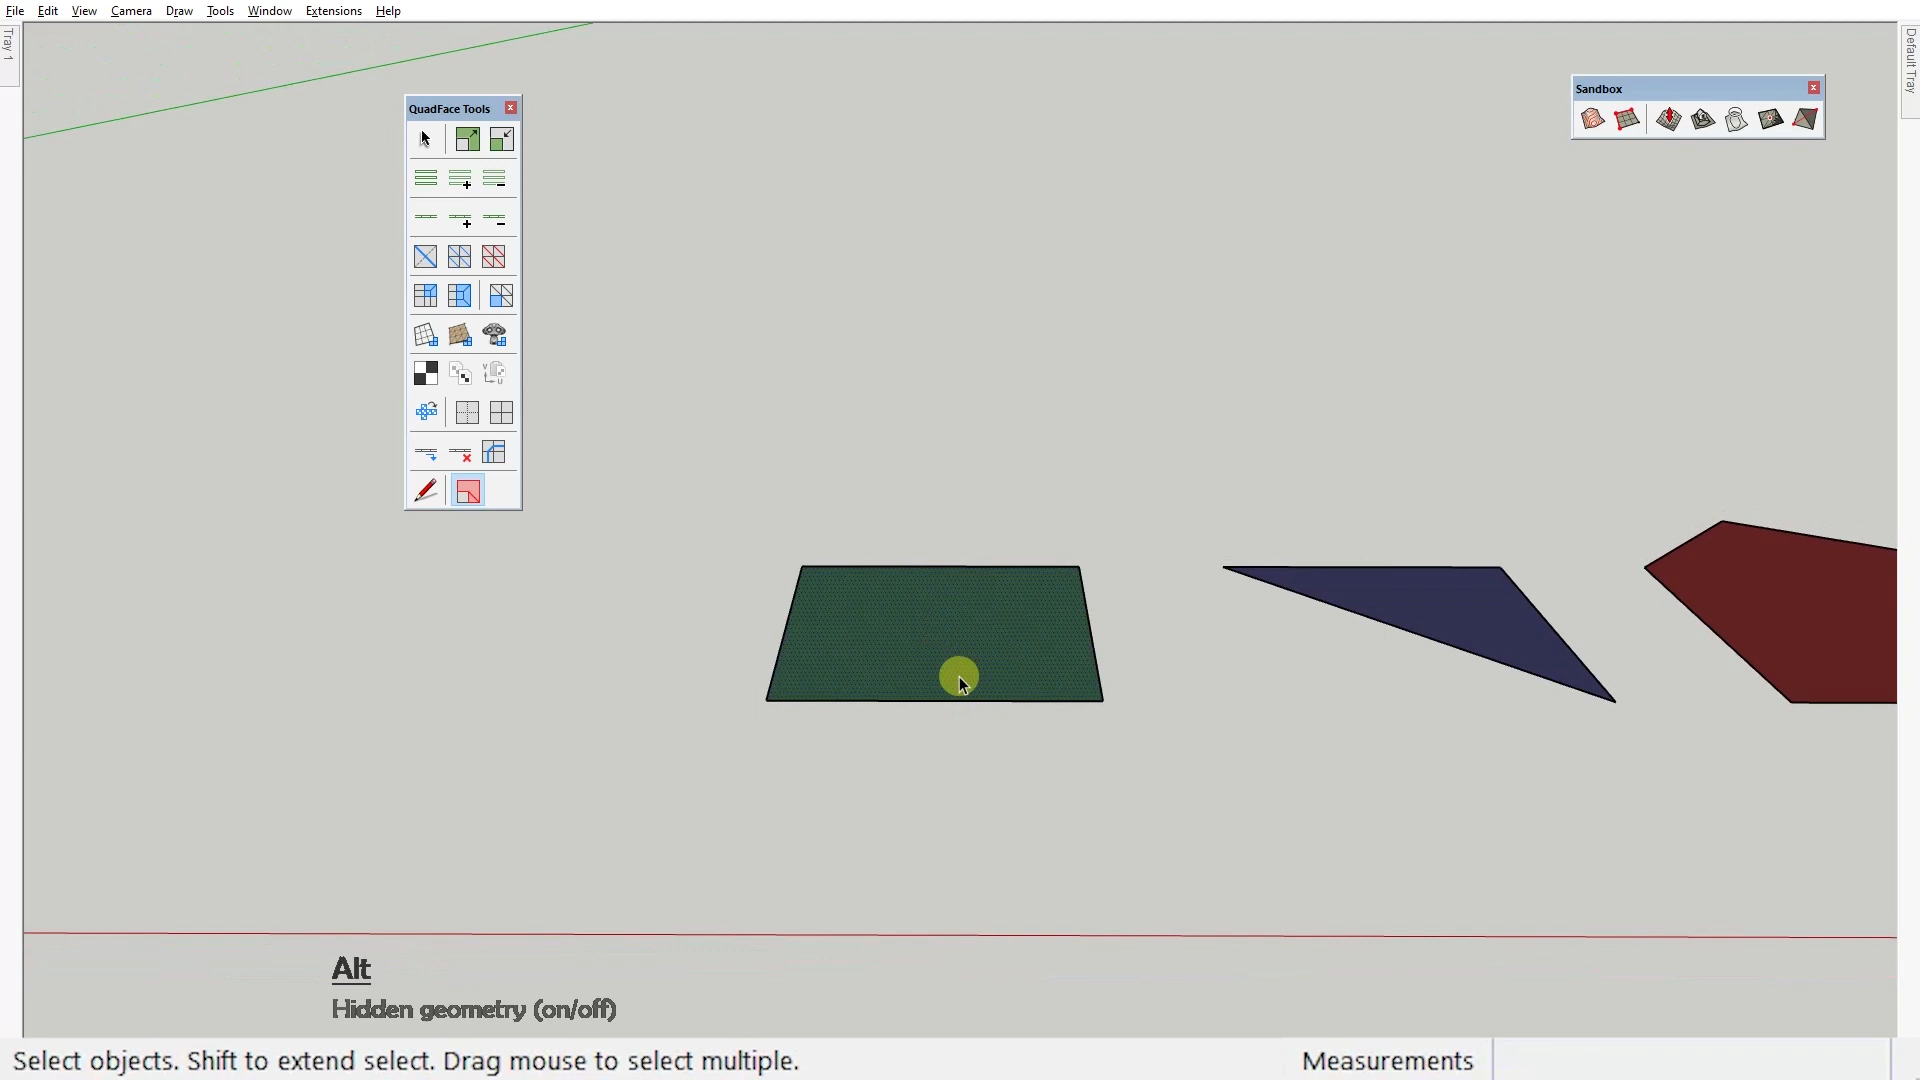 File Edit View Camera Draw Tools Window Extensions Help
Tray 1
Default Tray
Sandbox
QuadFace Tools
Alt
Hidden geometry (on/off)
Select objects. Shift to extend select. Drag mouse to select multiple.
Measurements